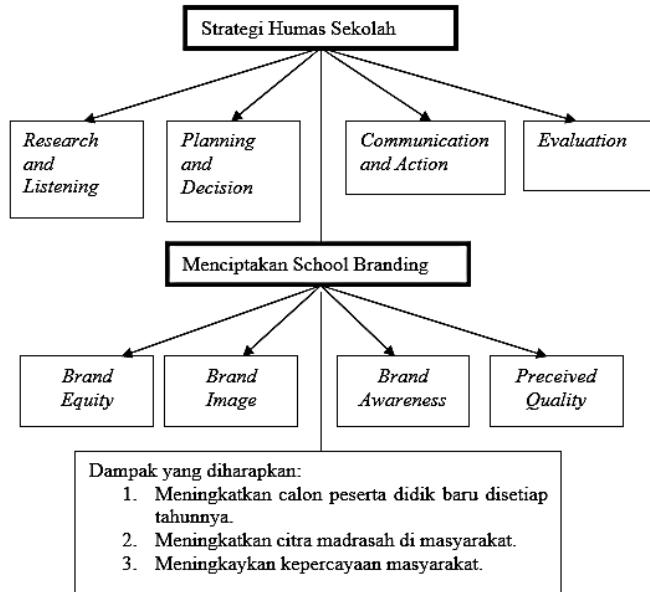 Strategi Humas Sekolah
Research
and
Listening
Planning
and
Decision
Communication
and Action
Evaluation
Menciptakan School Branding
Brand
Equity
Brand
Image
Brand
Awareness
Preceived
Quality
Dampak yang diharapkan:
1. Meningkatkan calon peserta didik baru disetiap
tahunnya.
2. Meningkatkan citra madrasah di masyarakat.
3. Meningkaykan kepercayaan masyarakat.